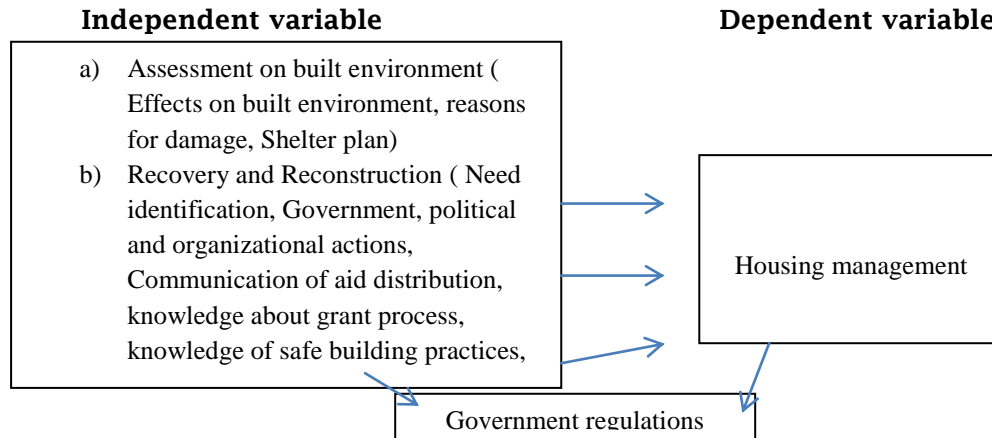 Independent variable
Dependent variable
a) Assessment on built environment (
Effects on built environment, reasons
for damage, Shelter plan)
b) Recovery and Reconstruction ( Need
identification, Government, political
and organizational actions,
Communication of aid distribution,
knowledge about grant process,
knowledge of safe building practices,
Housing management
Government regulations